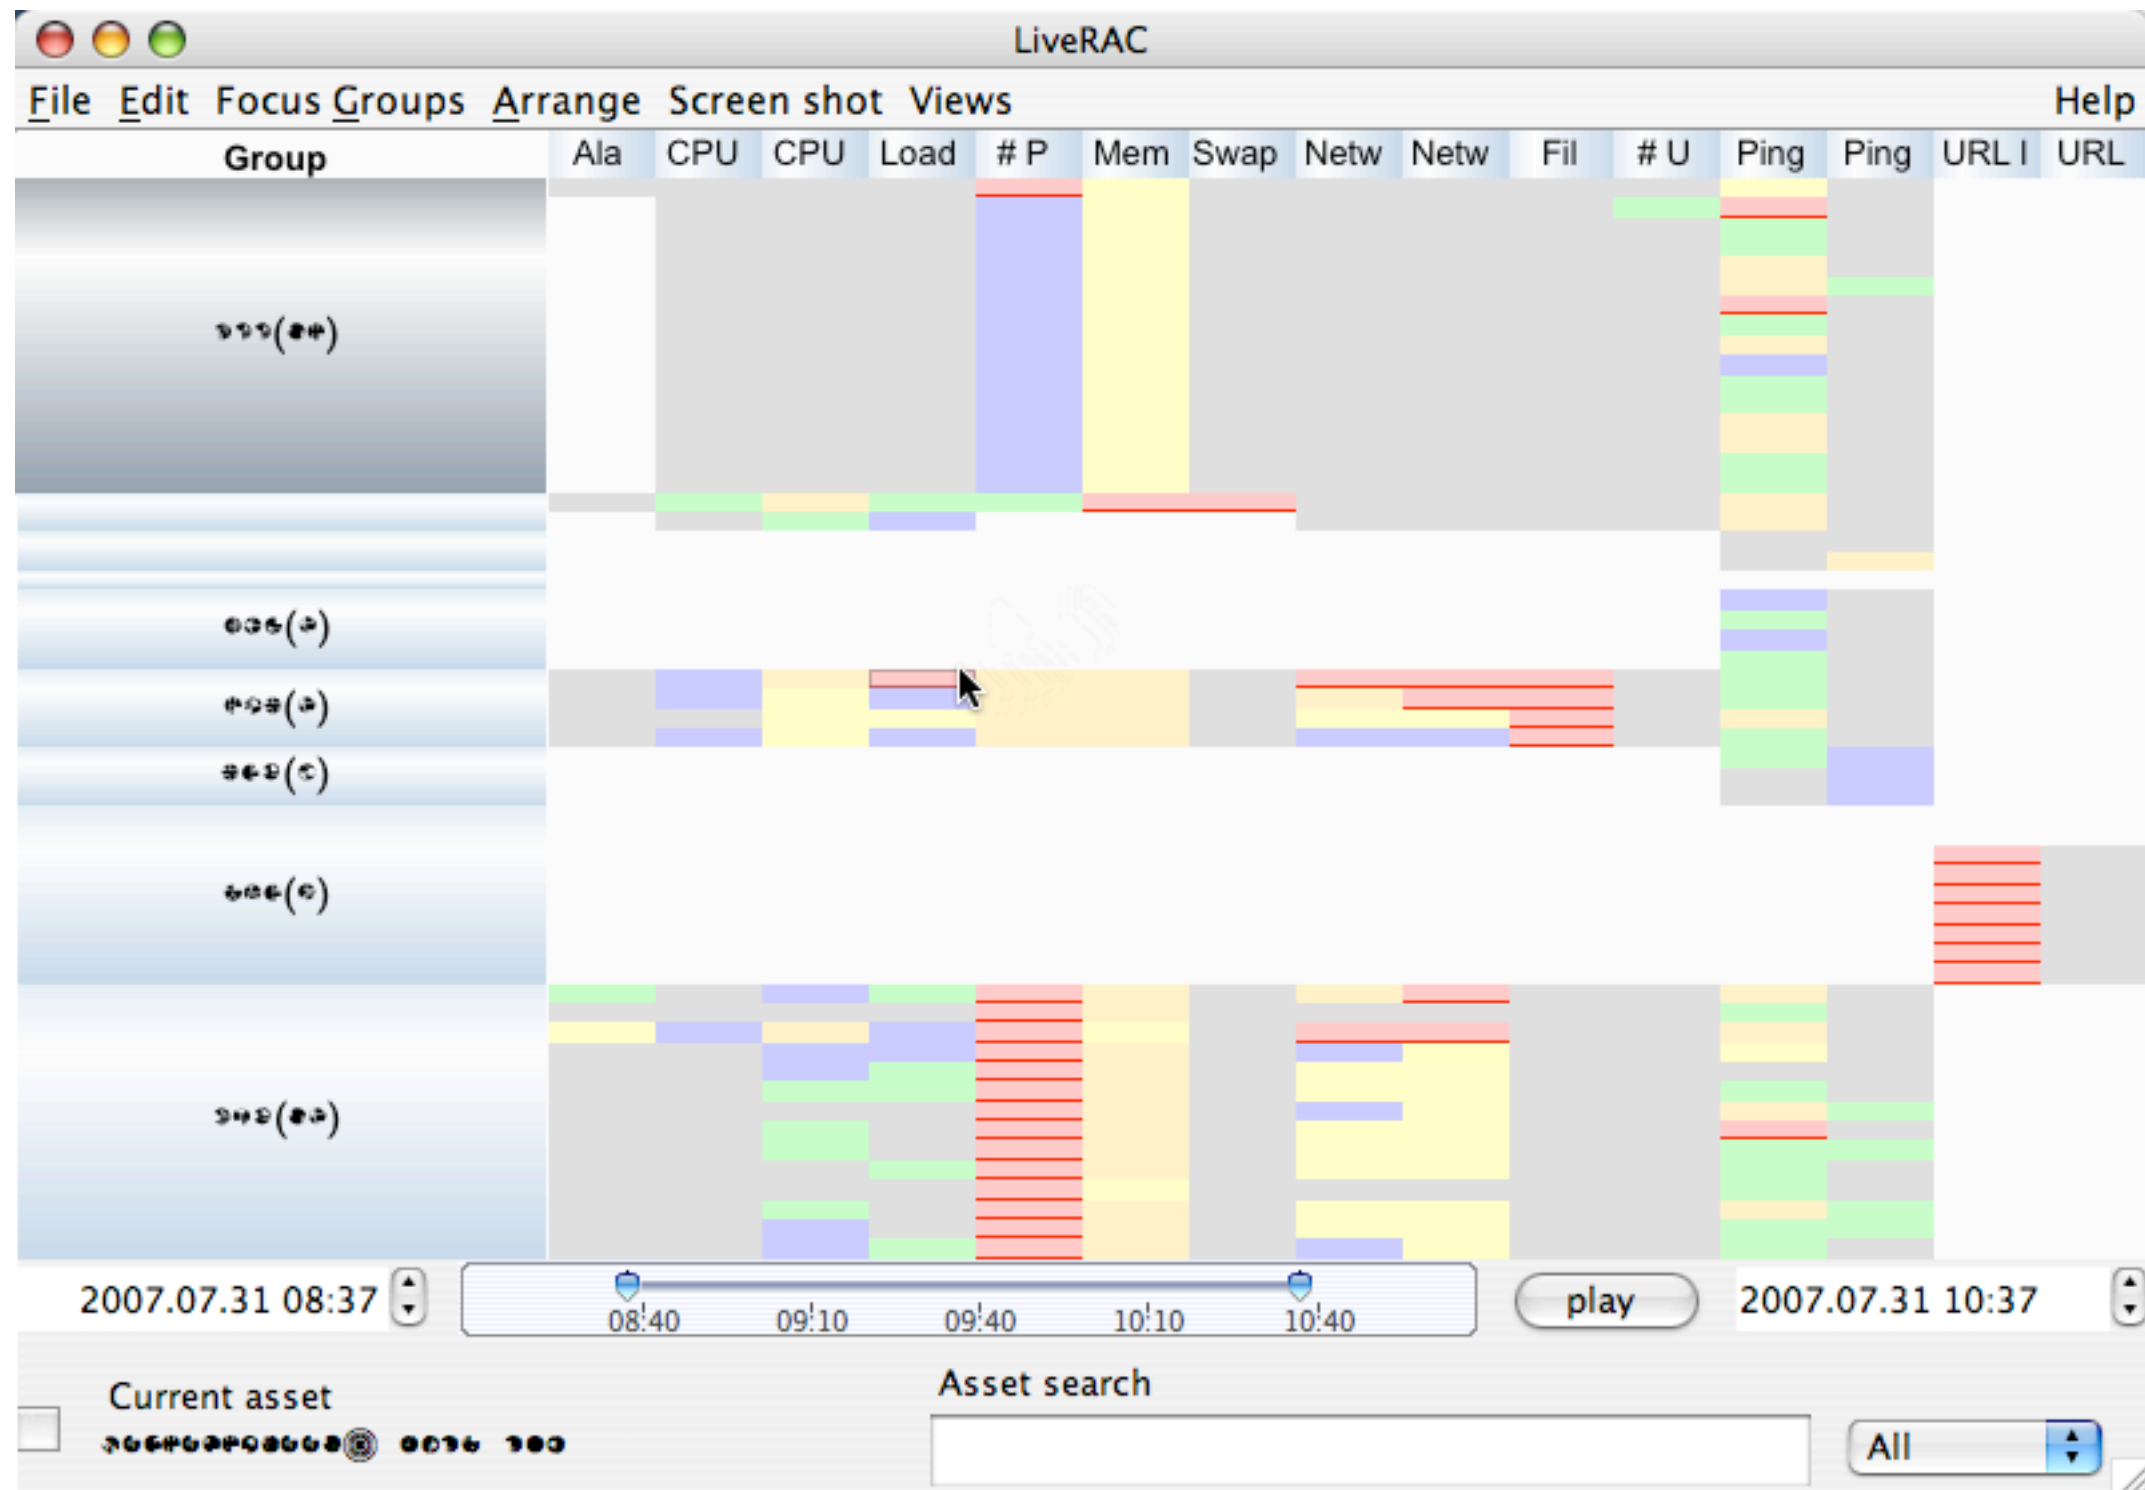 LiveRAC
File Edit Focus Groups Arrange Screen shot Views Help
Group Ala CPU CPU Load # P Mem Swap Netw Netw Fil # U Ping Ping URL I URL
2007.07.31 08:37
08:40 09:10 09:40 10:10 10:40
play
2007.07.31 10:37
Current asset
Asset search
All